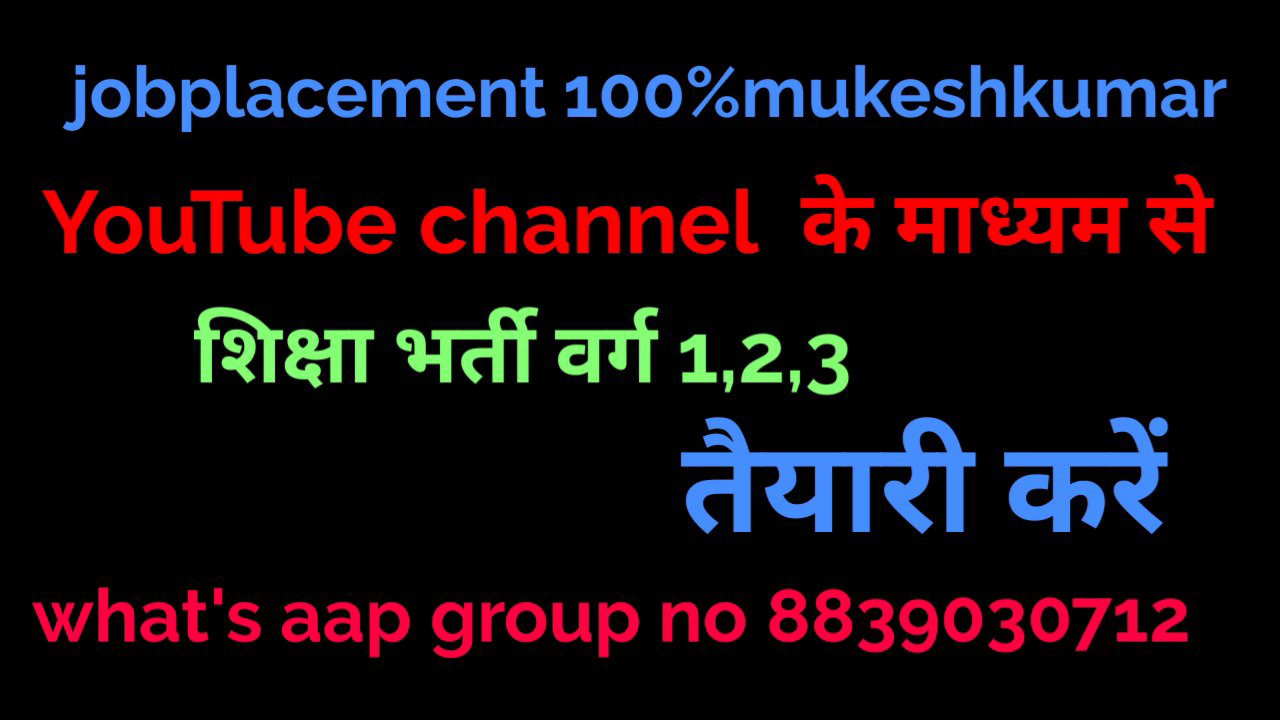 jobplacement 100%mukeshkumar
YouTube channel के माध्यम से
शिक्षा भर्ती वर्ग 1,2,3
तैयारी करें
what's aap group no 8839030712